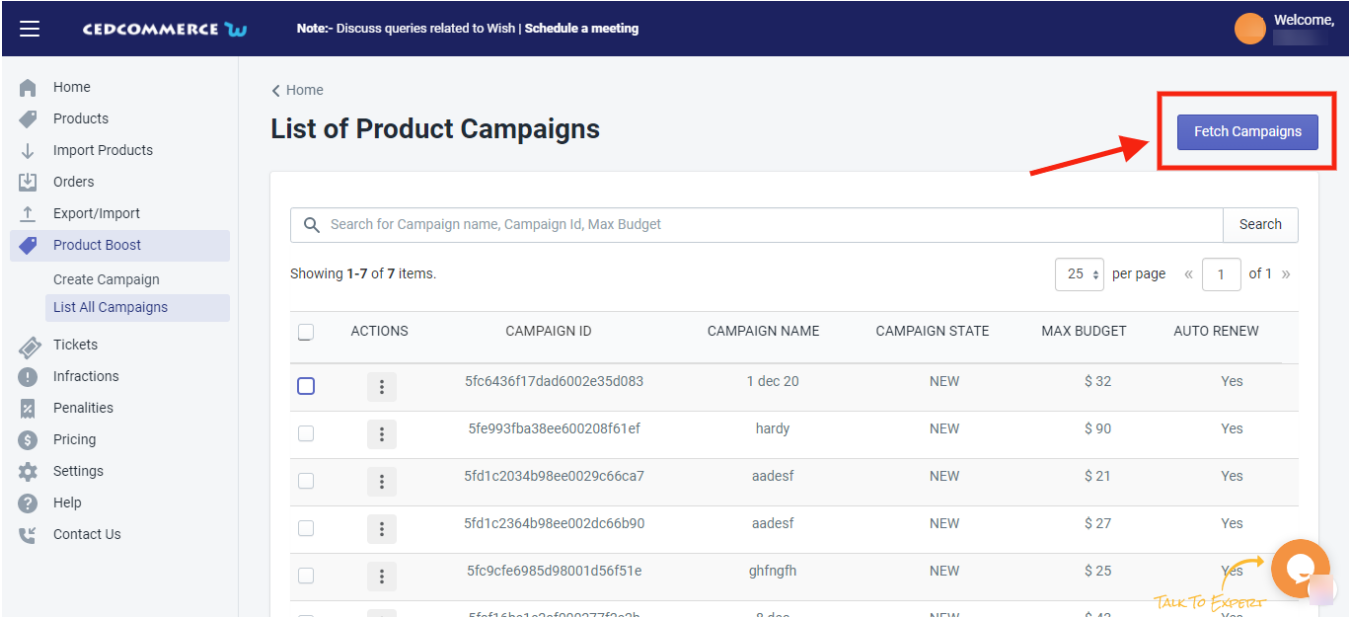 CEDCOMMERCE
Note:- Discuss queries related to Wish | Schedule a meeting
Welcome,
Home
Products
Import Products
Orders
Export/Import
Product Boost
Create Campaign
List All Campaigns
Tickets
Infractions
Penalities
Pricing
Settings
Help
Contact Us
Home
List of Product Campaigns
Fetch Campaigns
Search for Campaign name, Campaign Id, Max Budget
Search
Showing 1-7 of 7 items.
25 per page « 1 of 1 »
ACTIONS CAMPAIGN ID CAMPAIGN NAME CAMPAIGN STATE MAX BUDGET AUTO RENEW
5fc6436f17dad6002e35d083 1 dec 20 NEW $ 32 Yes
5fe993fba38ee600208f61ef hardy NEW $ 90 Yes
5fd1c2034b98ee0029c66ca7 aadesf NEW $ 21 Yes
5fd1c2364b98ee002dc66b90 aadesf NEW $ 27 Yes
5fc9cfe6985d98001d56f51e ghfngfh NEW $ 25 Yes
8 dec NEW $ 43 Yes
TALK TO EXPERT